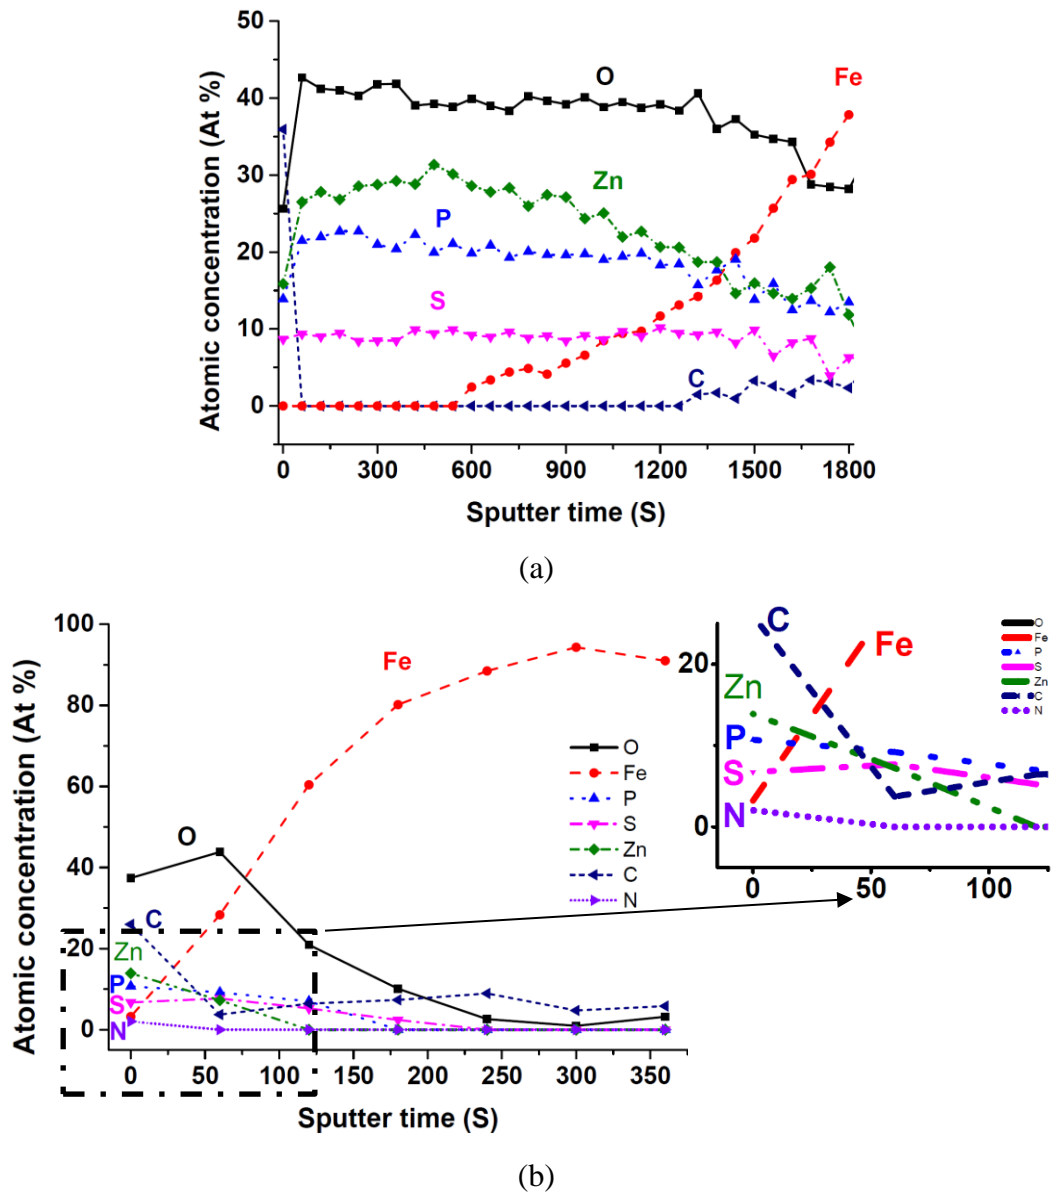 50
40
30
20
10
0
Atomic concentration (At %)
O
Fe
Zn
P
S
C
0 300 600 900 1200 1500 1800
Sputter time (S)
(a)
100
80
60
40
20
0
Atomic concentration (At %)
Fe
O
C
Zn
P
S
N
O
Fe
P
S
Zn
C
N
0 50 100 150 200 250 300 350
Sputter time (S)
20
0
C
Fe
Zn
P
S
N
O
Fe
P
S
Zn
C
N
0 50 100
(b)